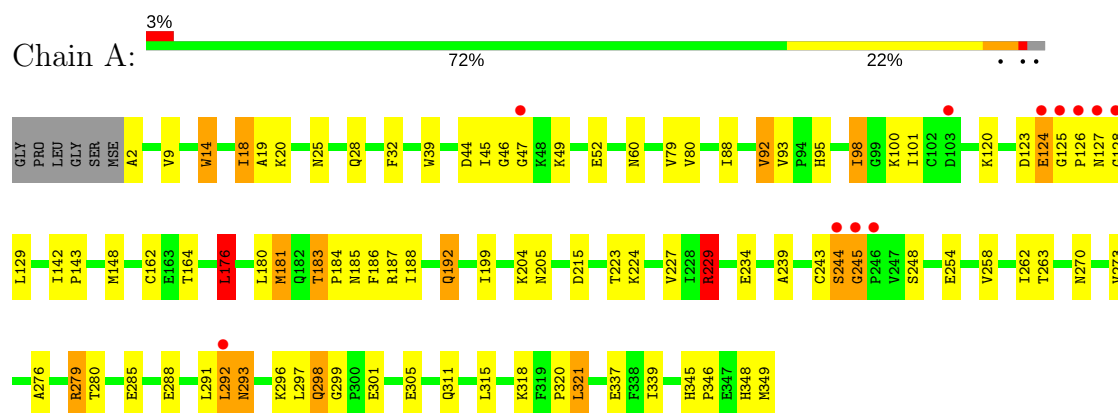 3%
Chain A:
72% 22% • • •
GLY PRO LEU GLY SER MSE A2 V9 W14 I18 A19 K20 N25 Q28 F32 W39 D44 I45 G46 G47 K48 K49 E52 N60 V79 V80 I88 V92 V93 P94 H95 I98 G99 K100 I101 C102 D103 K120 D123 E124 G125 P126 N127
L129 I142 P143 M148 C162 E163 T164 L176 L180 M181 Q182 T183 P184 N185 F186 R187 I188 Q192 I199 K204 N205 D215 T223 K224 V227 I228 R229 E234 A239 C243 S244 G245 P246 V247 S248 E254 V258 I262 T263 N270
A276 R279 T280 E285 E288 L291 L292 N293 K296 L297 Q298 G299 P300 E301 E305 Q311 L315 K318 F319 P320 L321 E337 F338 I339 H345 P346 E347 H348 M349